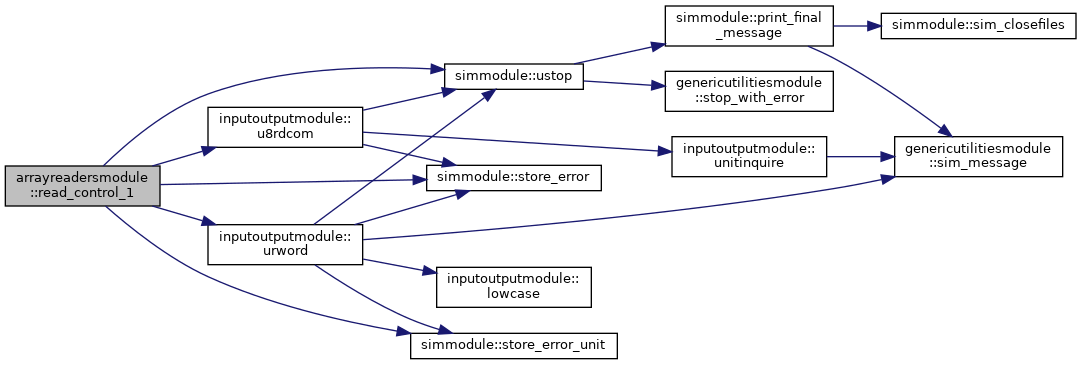 arrayreadersmodule
::read_control_1
inputoutputmodule::
u8rdcom
inputoutputmodule::
urword
simmodule::ustop
simmodule::store_error
inputoutputmodule::
lowcase
simmodule::store_error_unit
simmodule::print_final
_message
genericutilitiesmodule
::stop_with_error
inputoutputmodule::
unitinquire
simmodule::sim_closefiles
genericutilitiesmodule
::sim_message